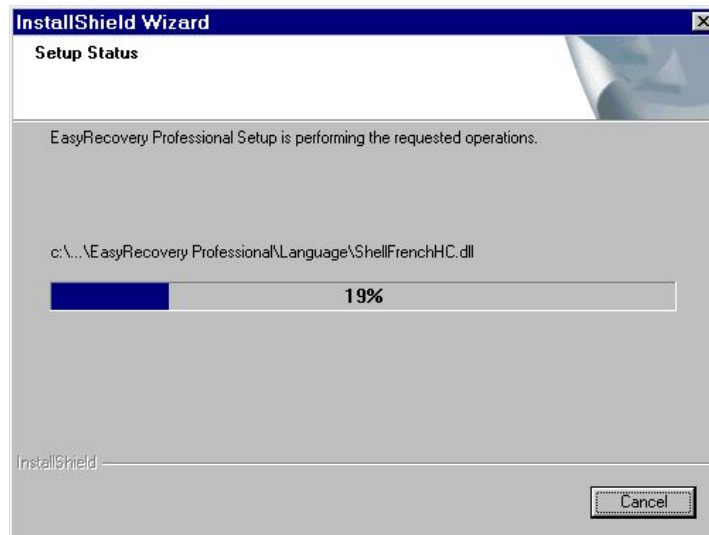 InstallShield Wizard
Setup Status
EasyRecovery Professional Setup is performing the requested operations.
c:\...\EasyRecovery Professional\Language\ShellFrenchHC.dll
19%
InstallShield
Cancel